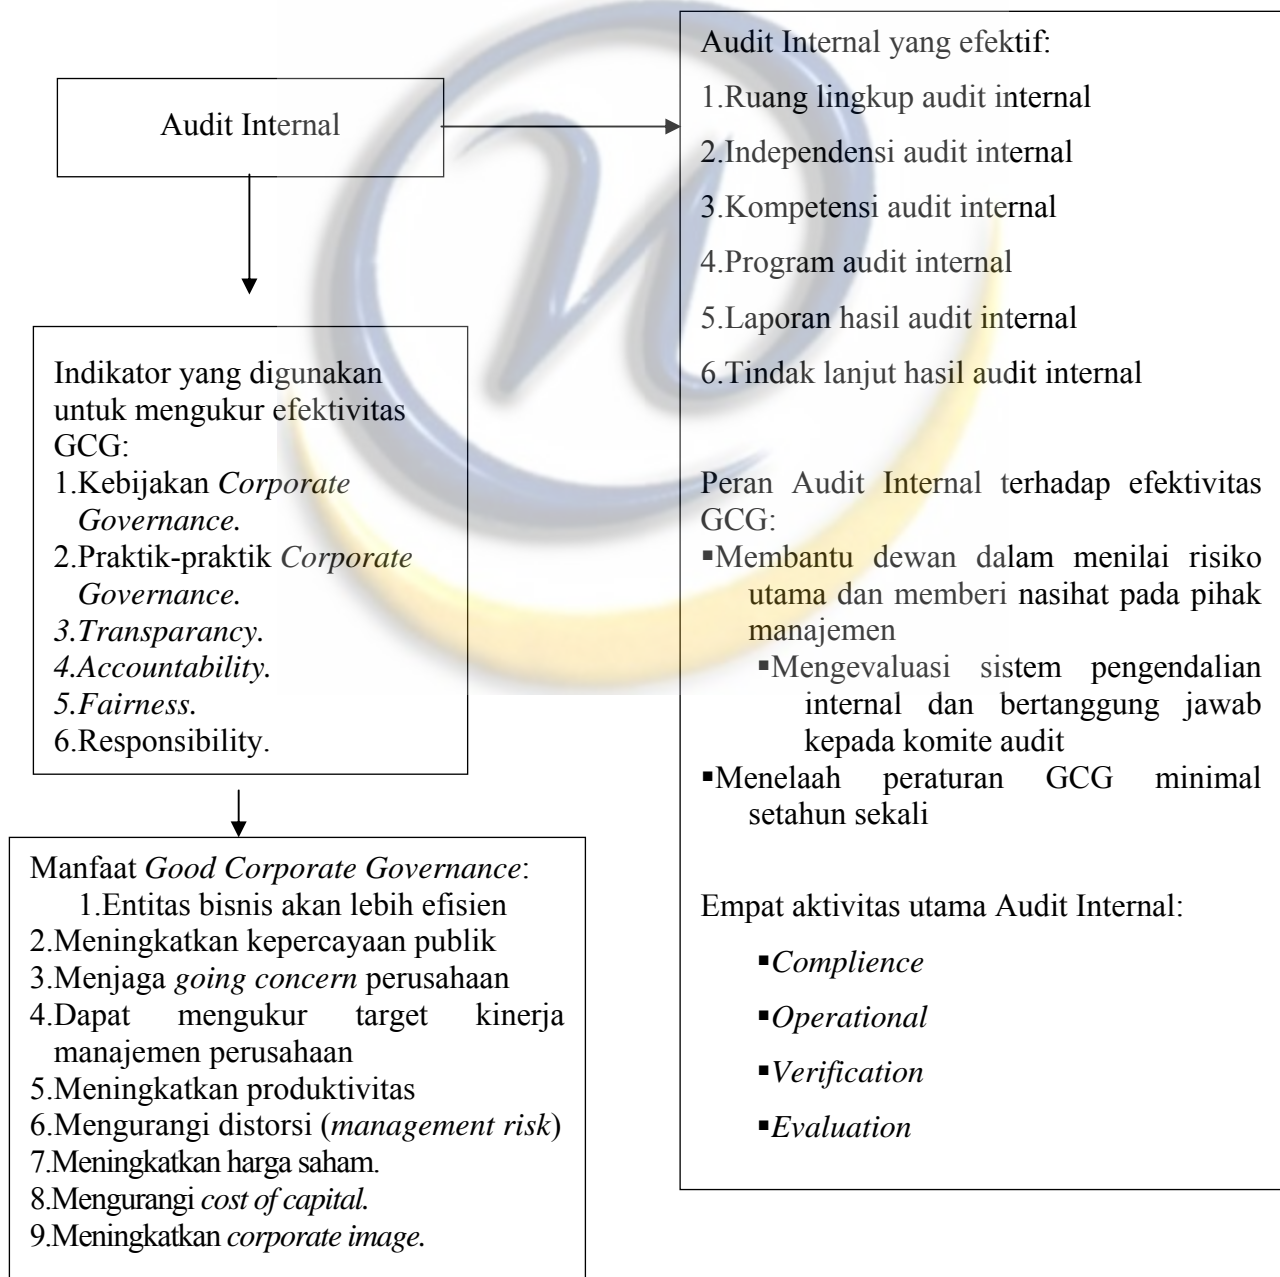 Audit Internal
Audit Internal yang efektif:
1.Ruang lingkup audit internal
2.Independensi audit internal
3.Kompetensi audit internal
4.Program audit internal
5.Laporan hasil audit internal
6.Tindak lanjut hasil audit internal
Peran Audit Internal terhadap efektivitas
GCG:
▪Membantu dewan dalam menilai risiko
utama dan memberi nasihat pada pihak
manajemen
▪Mengevaluasi sistem pengendalian
internal dan bertanggung jawab
kepada komite audit
▪Menelaah peraturan GCG minimal
setahun sekali
Empat aktivitas utama Audit Internal:
▪Complience
▪Operational
▪Verification
▪Evaluation
Indikator yang digunakan
untuk mengukur efektivitas
GCG:
1.Kebijakan Corporate
Governance.
2.Praktik-praktik Corporate
Governance.
3.Transparancy.
4.Accountability.
5.Fairness.
6.Responsibility.
Manfaat Good Corporate Governance:
1.Entitas bisnis akan lebih efisien
2.Meningkatkan kepercayaan publik
3.Menjaga going concern perusahaan
4.Dapat mengukur target kinerja
manajemen perusahaan
5.Meningkatkan produktivitas
6.Mengurangi distorsi (management risk)
7.Meningkatkan harga saham.
8.Mengurangi cost of capital.
9.Meningkatkan corporate image.